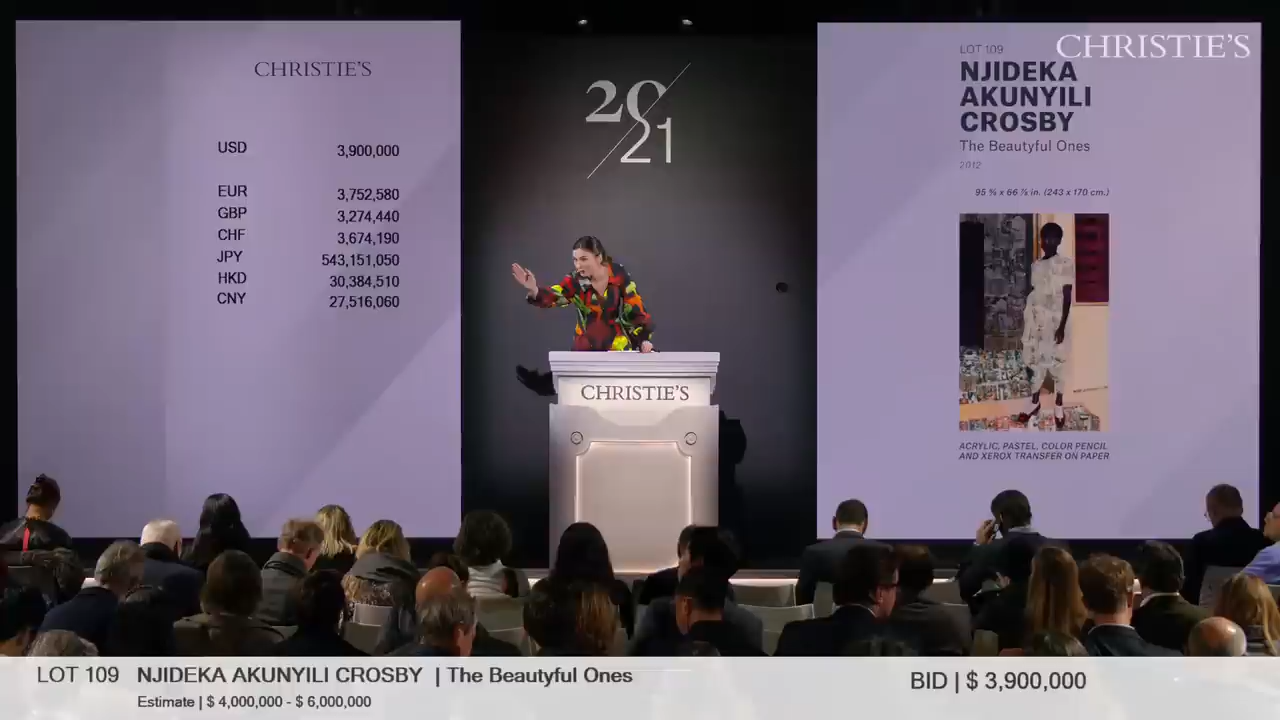 CHRISTIE'S
USD 3,900,000
EUR 3,752,580
GBP 3,274,440
CHF 3,674,190
JPY 543,151,050
HKD 30,384,510
CNY 27,516,060
20/21
CHRISTIE'S
CHRISTIE'S
LOT 109
NJIDEKA
AKUNYILI
CROSBY
The Beautyful Ones
2012
95 ⅝ x 66 ⅞ in. (243 x 170 cm.)
ACRYLIC, PASTEL, COLOR PENCIL
AND XEROX TRANSFER ON PAPER
LOT 109 NJIDEKA AKUNYILI CROSBY | The Beautyful Ones
Estimate | $ 4,000,000 - $ 6,000,000
BID | $ 3,900,000